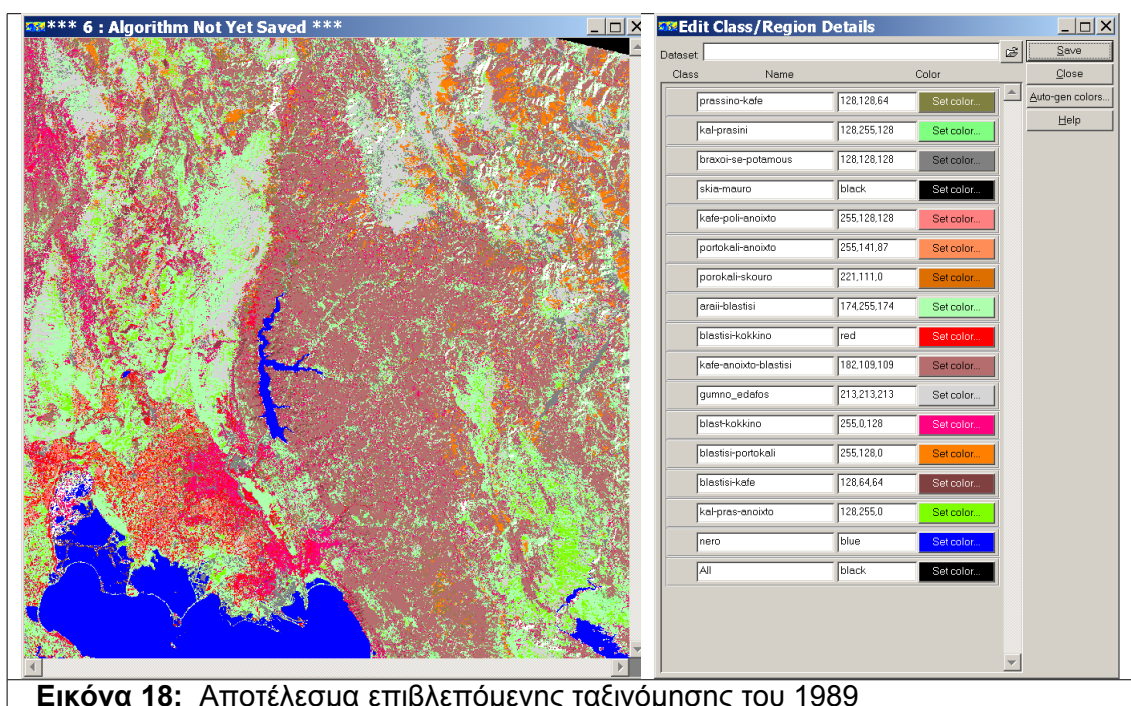 *** 6 : Algorithm Not Yet Saved ***
Edit Class/Region Details
Dataset
Save
Class Name Color
Close
Auto-gen colors...
Help
prassino-kafe 128,128,64 Set color...
kal-prasini 128,255,128 Set color...
braxoi-se-potamous 128,128,128 Set color...
skia-mauro black Set color...
kafe-poli-anoixto 255,128,128 Set color...
portokali-anoixto 255,141,87 Set color...
porokali-skouro 221,111,0 Set color...
araii-blastisi 174,255,174 Set color...
blastisi-kokkino red Set color...
kafe-anoixto-blastisi 182,109,109 Set color...
gumno_edafos 213,213,213 Set color...
blast-kokkino 255,0,128 Set color...
blastisi-portokali 255,128,0 Set color...
blastisi-kafe 128,64,64 Set color...
kal-pras-anoixto 128,255,0 Set color...
nero blue Set color...
All black Set color...
Εικόνα 18: Αποτέλεσμα επιβλεπόμενης ταξινόμησης του 1989